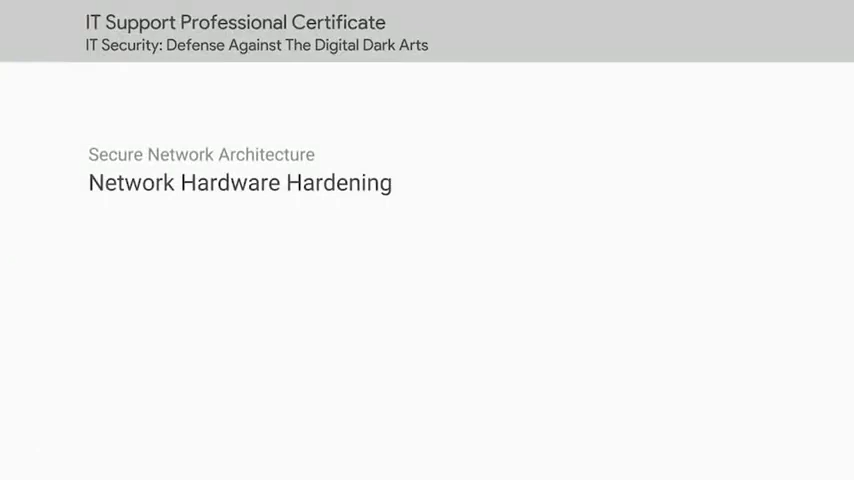 IT Support Professional Certificate
IT Security: Defense Against The Digital Dark Arts
Secure Network Architecture
Network Hardware Hardening